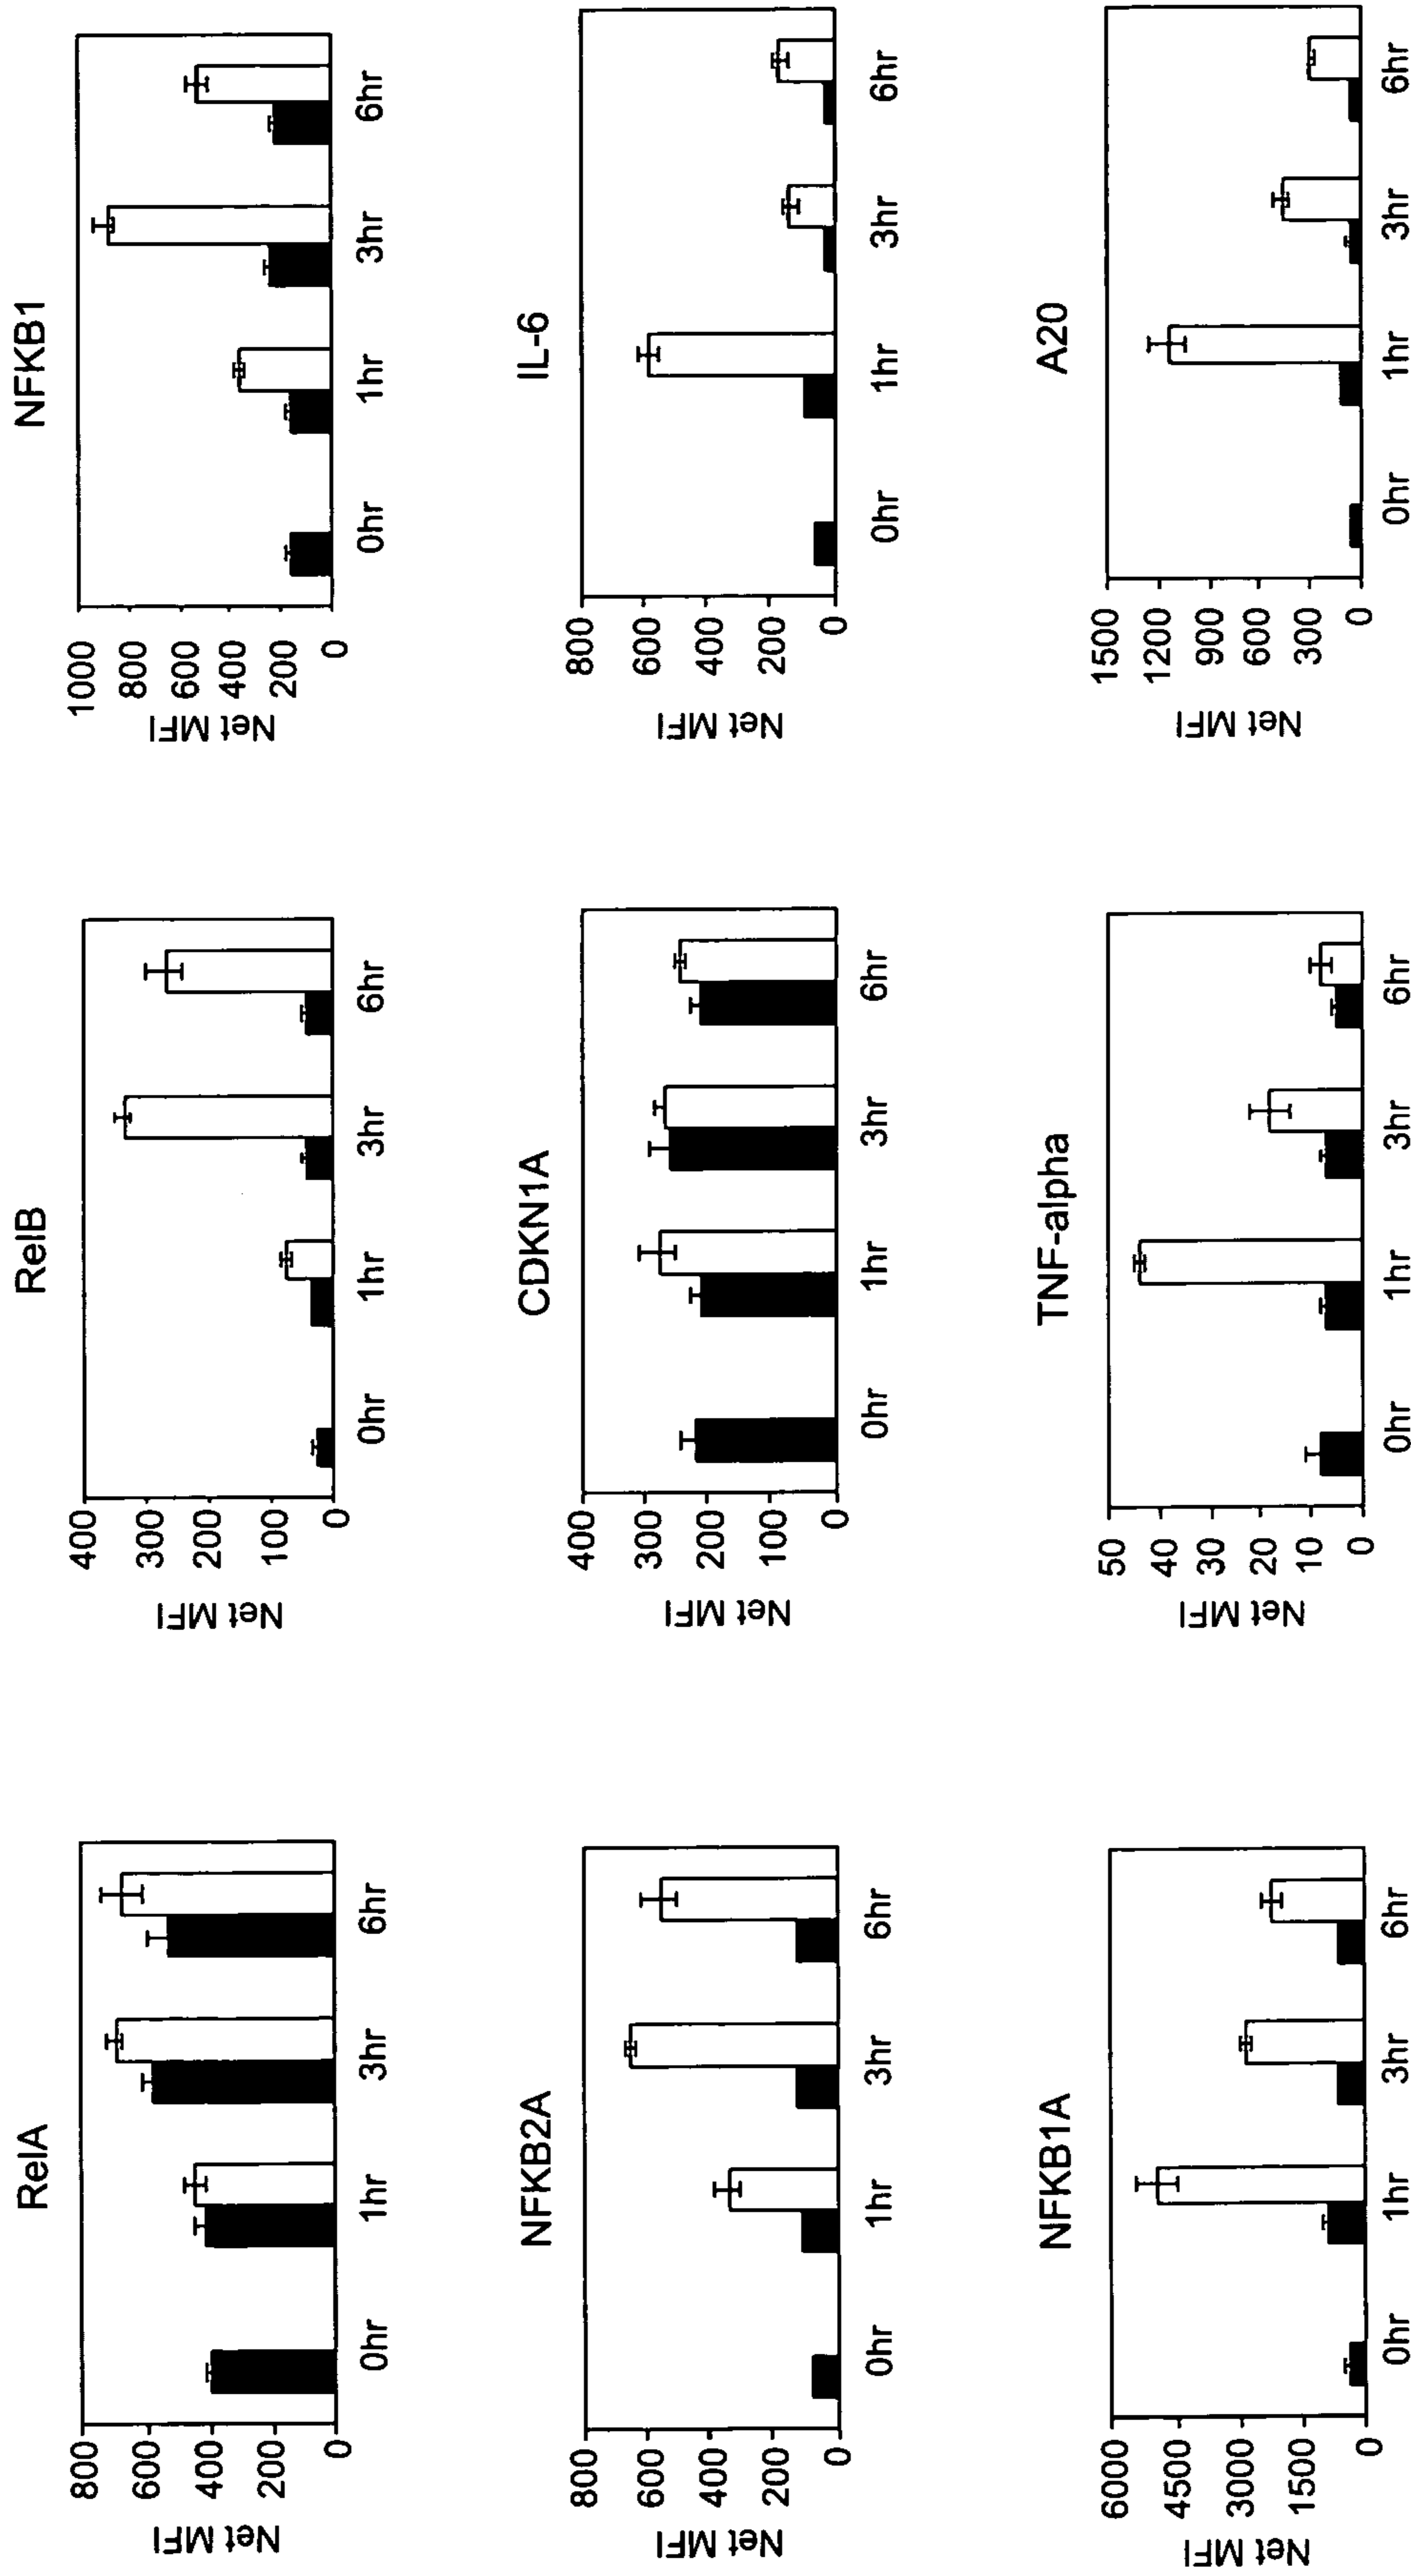 RelA
800
600
400
200
0
Net MFI
0hr 1hr 3hr 6hr
RelB
400
300
200
100
0
Net MFI
0hr 1hr 3hr 6hr
NFKB1
1000
800
600
400
200
0
Net MFI
0hr 1hr 3hr 6hr
NFKB2A
800
600
400
200
0
Net MFI
0hr 1hr 3hr 6hr
CDKN1A
400
300
200
100
0
Net MFI
0hr 1hr 3hr 6hr
IL-6
800
600
400
200
0
Net MFI
0hr 1hr 3hr 6hr
NFKB1A
6000
4500
3000
1500
0
Net MFI
0hr 1hr 3hr 6hr
TNF-alpha
50
40
30
20
10
0
Net MFI
0hr 1hr 3hr 6hr
A20
1500
1200
900
600
300
0
Net MFI
0hr 1hr 3hr 6hr